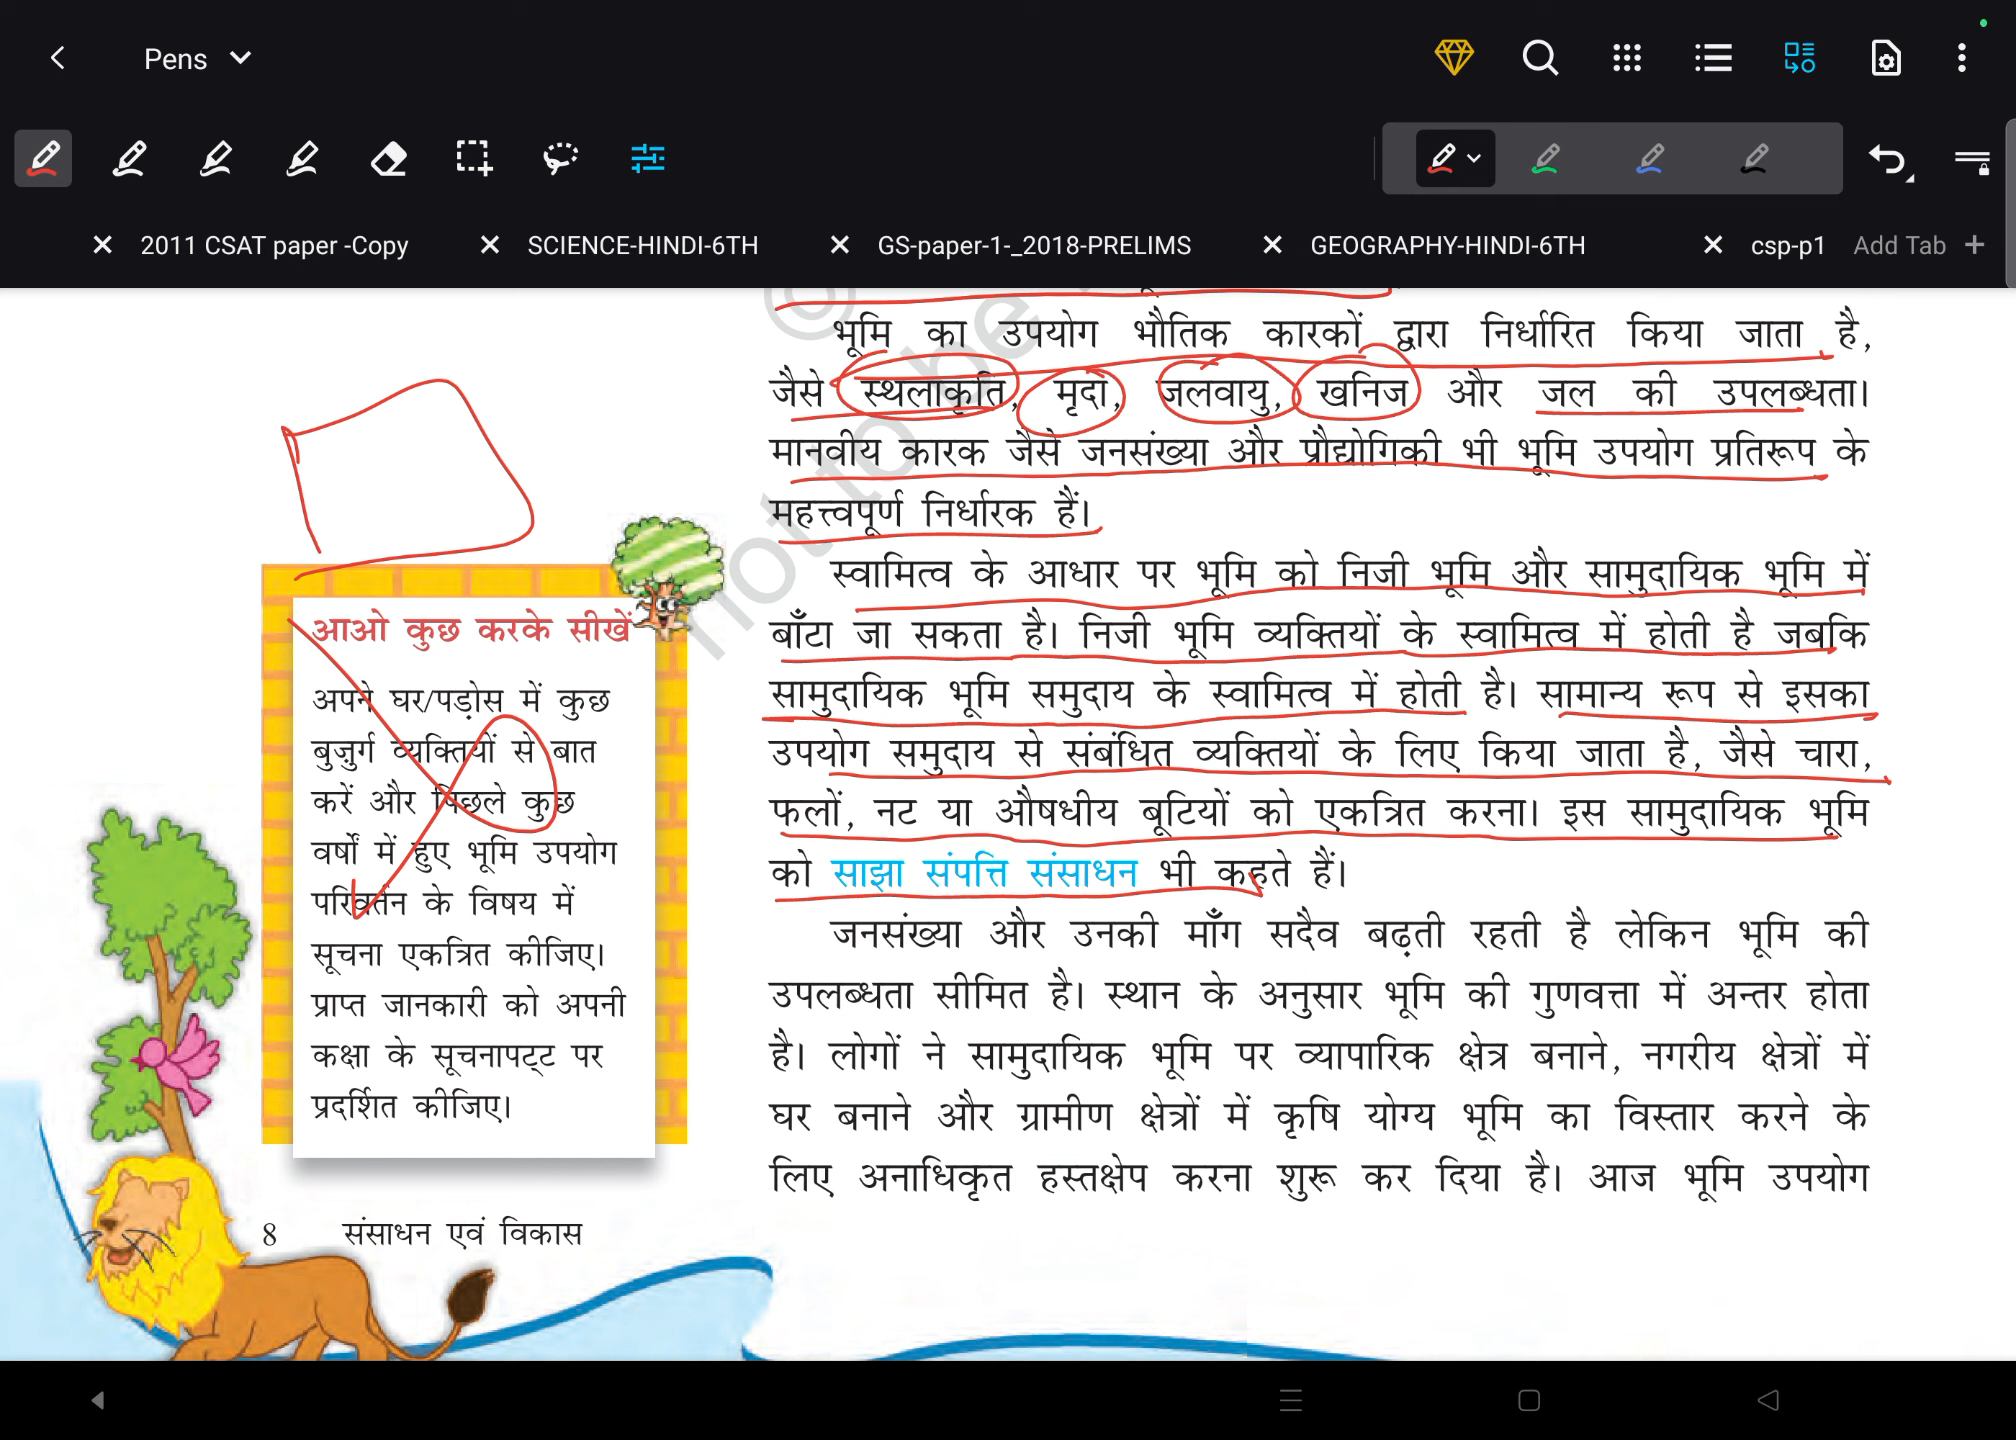 Pens
2011 CSAT paper -Copy
SCIENCE-HINDI-6TH
GS-paper-1-_2018-PRELIMS
GEOGRAPHY-HINDI-6TH
csp-p1
Add Tab +
भूमि का उपयोग भौतिक कारकों द्वारा निर्धारित किया जाता है,
जैसे स्थलाकृति, मृदा, जलवायु, खनिज और जल की उपलब्धता।
मानवीय कारक जैसे जनसंख्या और प्रौद्योगिकी भी भूमि उपयोग प्रतिरूप के
महत्त्वपूर्ण निर्धारक हैं।
स्वामित्व के आधार पर भूमि को निजी भूमि और सामुदायिक भूमि में
बाँटा जा सकता है। निजी भूमि व्यक्तियों के स्वामित्व में होती है जबकि
सामुदायिक भूमि समुदाय के स्वामित्व में होती है। सामान्य रूप से इसका
उपयोग समुदाय से संबंधित व्यक्तियों के लिए किया जाता है, जैसे चारा,
फलों, नट या औषधीय बूटियों को एकत्रित करना। इस सामुदायिक भूमि
को साझा संपत्ति संसाधन भी कहते हैं।
जनसंख्या और उनकी माँग सदैव बढ़ती रहती है लेकिन भूमि की
उपलब्धता सीमित है। स्थान के अनुसार भूमि की गुणवत्ता में अन्तर होता
है। लोगों ने सामुदायिक भूमि पर व्यापारिक क्षेत्र बनाने, नगरीय क्षेत्रों में
घर बनाने और ग्रामीण क्षेत्रों में कृषि योग्य भूमि का विस्तार करने के
लिए अनाधिकृत हस्तक्षेप करना शुरू कर दिया है। आज भूमि उपयोग
आओ कुछ करके सीखें
अपने घर/पड़ोस में कुछ
बुज़ुर्ग व्यक्तियों से बात
करें और पिछले कुछ
वर्षों में हुए भूमि उपयोग
परिवर्तन के विषय में
सूचना एकत्रित कीजिए।
प्राप्त जानकारी को अपनी
कक्षा के सूचनापट्ट पर
प्रदर्शित कीजिए।
8 संसाधन एवं विकास
© not to be